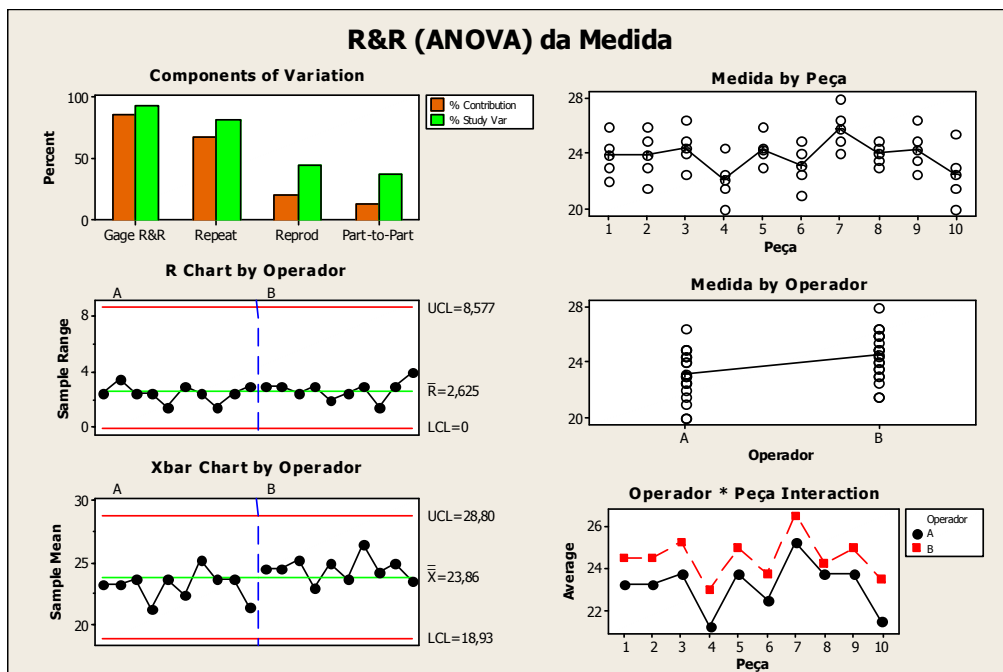 R&R (ANOVA) da Medida
Components of Variation
100
50
0
Percent
Gage R&R Repeat Reprod Part-to-Part
% Contribution
% Study Var
R Chart by Operador
A B
8
4
0
Sample Range
UCL=8,577
R=2,625
LCL=0
Xbar Chart by Operador
A B
30
25
20
Sample Mean
UCL=28,80
X=23,86
LCL=18,93
Medida by Peça
28
24
20
1 2 3 4 5 6 7 8 9 10
Peça
Medida by Operador
28
24
20
A B
Operador
Operador * Peça Interaction
26
24
22
Average
1 2 3 4 5 6 7 8 9 10
Peça
Operador
A
B